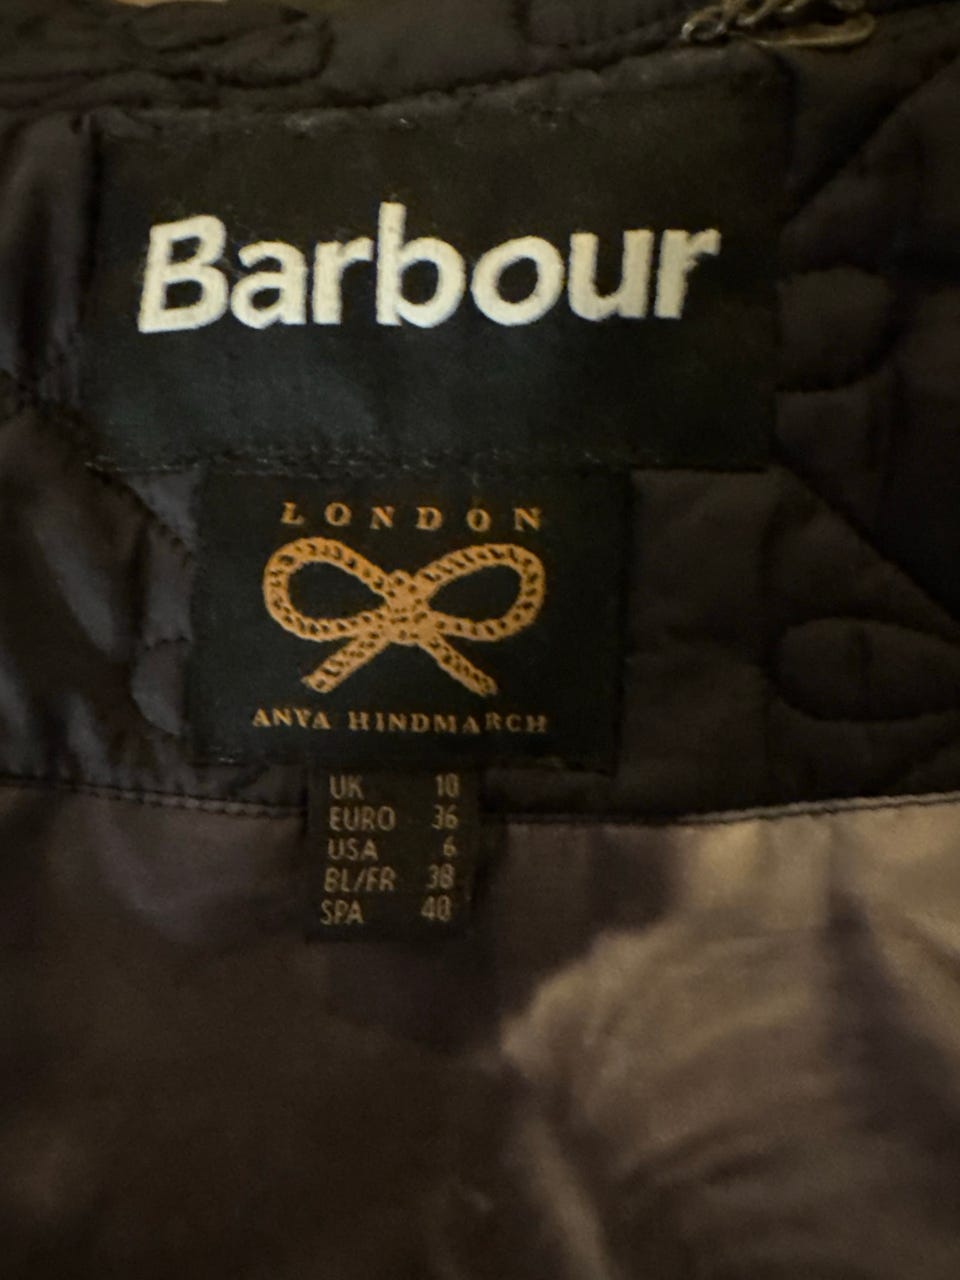 Barbour
LONDON
ANYA HINDMARCH
UK 10
EURO 36
USA 6
BL/FR 38
SPA 40